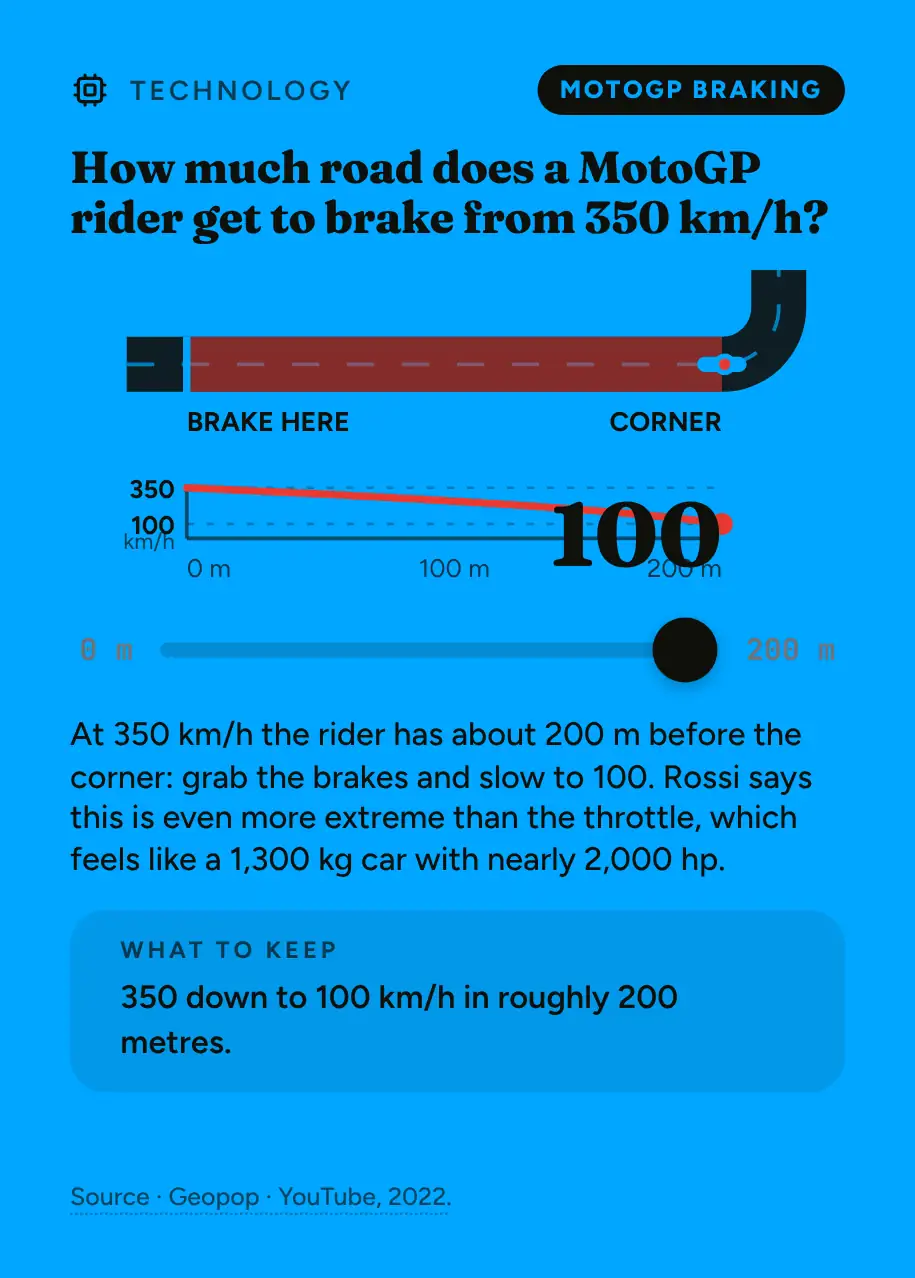 TECHNOLOGY
MOTOGP BRAKING
How much road does a MotoGP
rider get to brake from 350 km/h?
BRAKE HERE
CORNER
350
100
km/h
100
0 m
100 m
200 m
0 m
200 m
At 350 km/h the rider has about 200 m before the
corner: grab the brakes and slow to 100. Rossi says
this is even more extreme than the throttle, which
feels like a 1,300 kg car with nearly 2,000 hp.
WHAT TO KEEP
350 down to 100 km/h in roughly 200
metres.
Source · Geopop · YouTube, 2022.